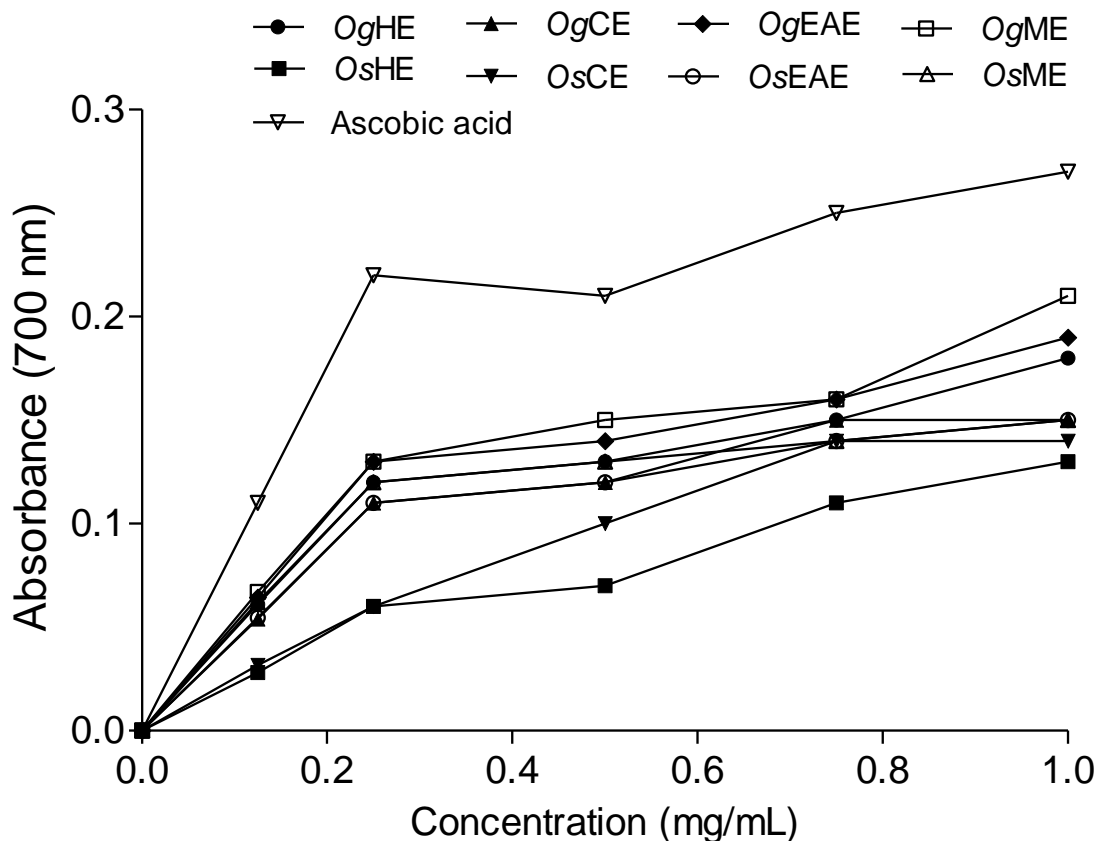 OgHE OgCE OgEAE OgME
OsHE OsCE OsEAE OsME
Ascobic acid
0.3
0.2
0.1
0.0
Absorbance (700 nm)
0.0 0.2 0.4 0.6 0.8 1.0
Concentration (mg/mL)